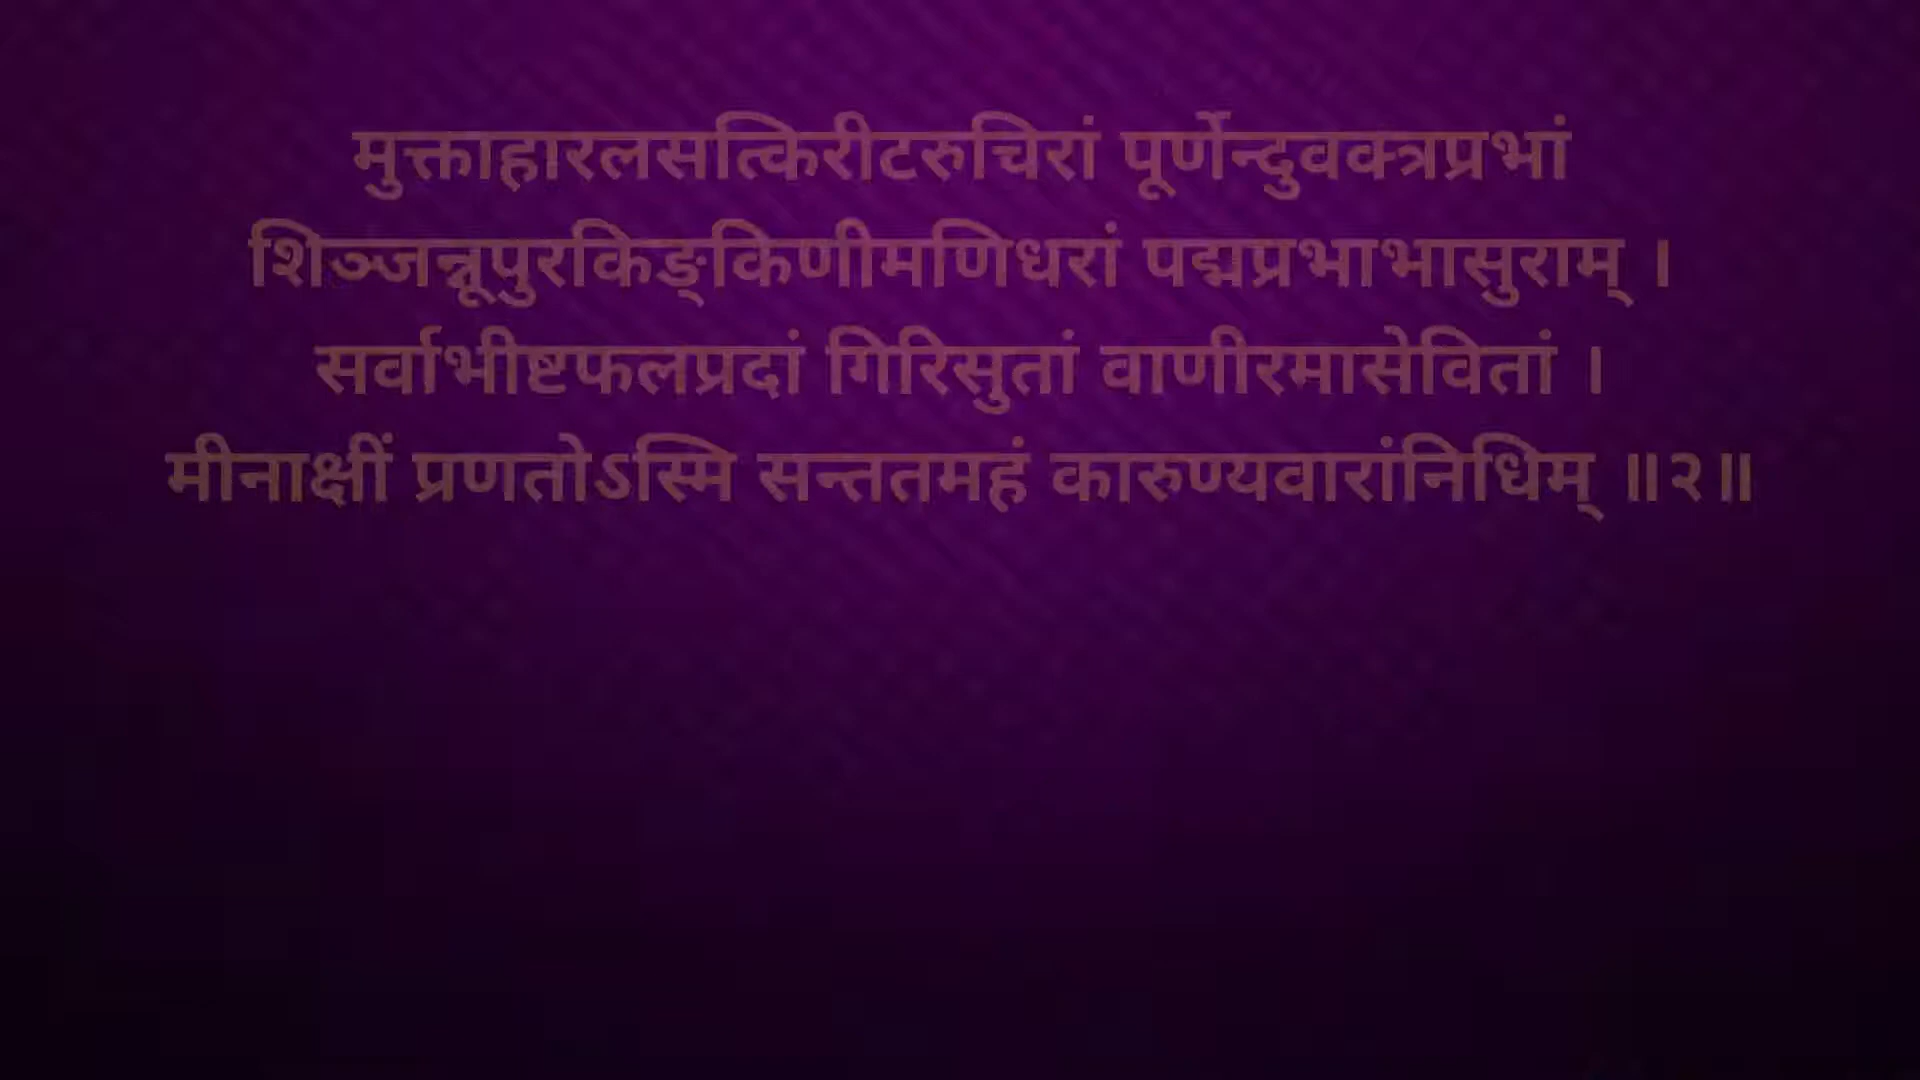 मुक्ताहारलसत्किरीटरुचिरां पूर्णेन्दुवक्त्रप्रभां
शिञ्जन्नूपुरकिङ्किणीमणिधरां पद्मप्रभाभासुराम् ।
सर्वाभीष्टफलप्रदां गिरिसुतां वाणीरमासेवितां ।
मीनाक्षीं प्रणतोऽस्मि सन्ततमहं कारुण्यवारांनिधिम् ॥२॥